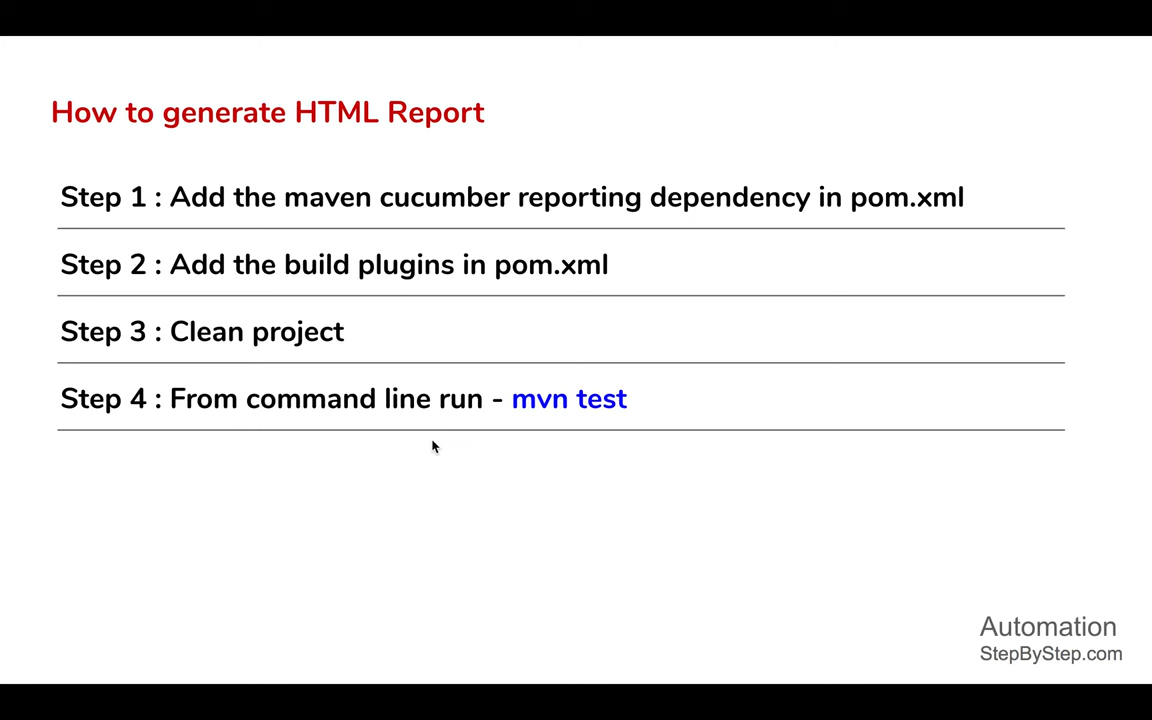 How to generate HTML Report
Step 1 : Add the maven cucumber reporting dependency in pom.xml
Step 2 : Add the build plugins in pom.xml
Step 3 : Clean project
Step 4 : From command line run - mvn test
Automation
StepByStep.com